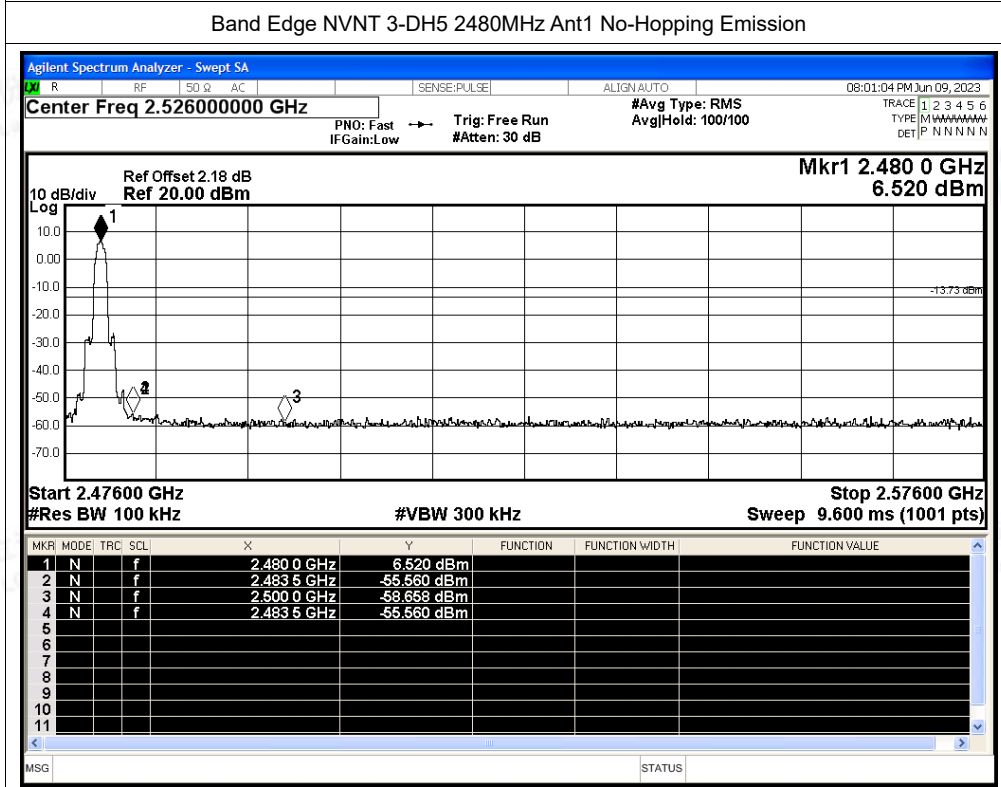 Band Edge NVNT 3-DH5 2480MHz Ant1 No-Hopping Emission
Agilent Spectrum Analyzer - Swept SA
LXI R RF 50 Ω AC SENSE:PULSE ALIGN AUTO 08:01:04 PM Jun 09, 2023
Center Freq 2.526000000 GHz #Avg Type: RMS TRACE 1 2 3 4 5 6
PNO: Fast Trig: Free Run Avg|Hold: 100/100 TYPE M WWWWW
IFGain:Low #Atten: 30 dB DET P N N N N N
Mkr1 2.480 0 GHz
Ref Offset 2.18 dB
10 dB/div Ref 20.00 dBm 6.520 dBm
Log
1
10.0
0.00
-10.0
-13.73 dBm
-20.0
-30.0
-40.0
-50.0
3
-60.0
-70.0
Start 2.47600 GHz Stop 2.57600 GHz
#Res BW 100 kHz #VBW 300 kHz Sweep 9.600 ms (1001 pts)
MKR MODE TRC SCL X Y FUNCTION FUNCTION WIDTH FUNCTION VALUE
1 N f 2.480 0 GHz 6.520 dBm
2 N f 2.483 5 GHz -55.560 dBm
3 N f 2.500 0 GHz -58.658 dBm
4 N f 2.483 5 GHz -55.560 dBm
5
6
7
8
9
10
11
MSG STATUS